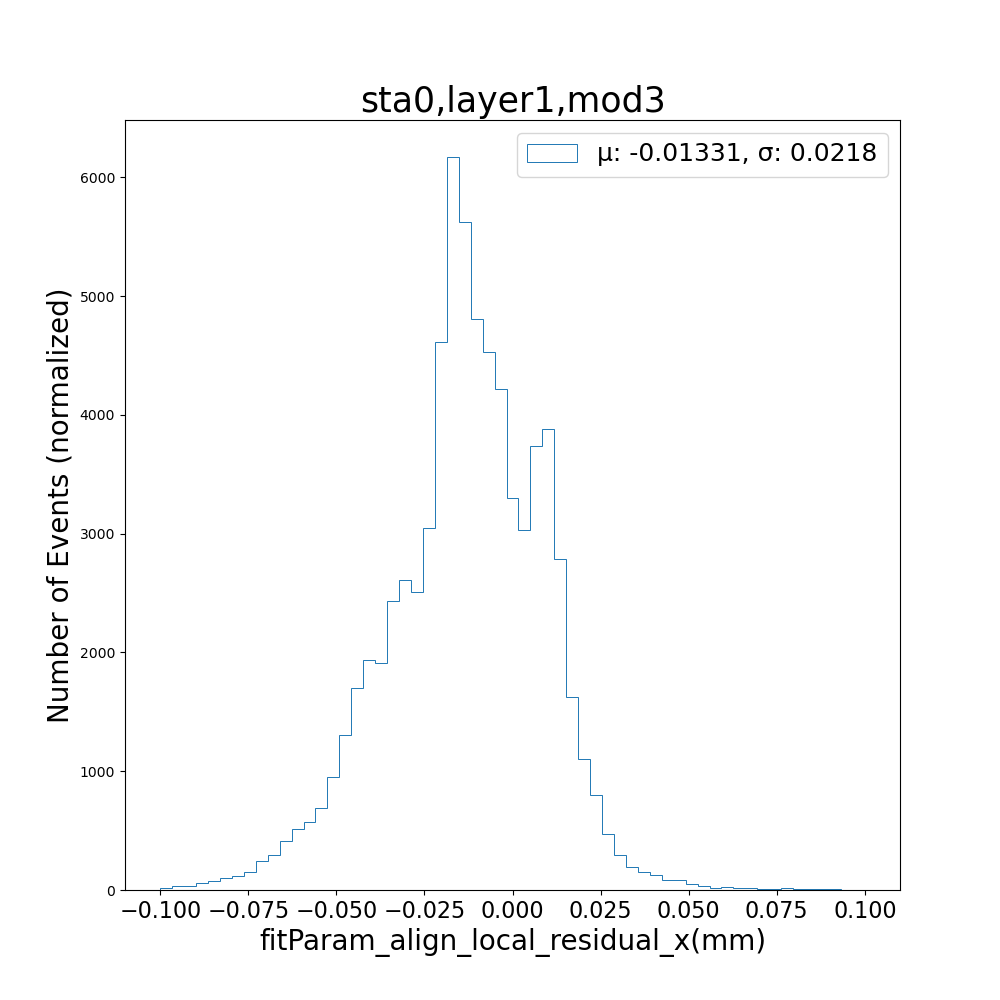 sta0,layer1,mod3
μ: -0.01331, σ: 0.0218
Number of Events (normalized)
6000
5000
4000
3000
2000
1000
0
−0.100 −0.075 −0.050 −0.025 0.000 0.025 0.050 0.075 0.100
fitParam_align_local_residual_x(mm)